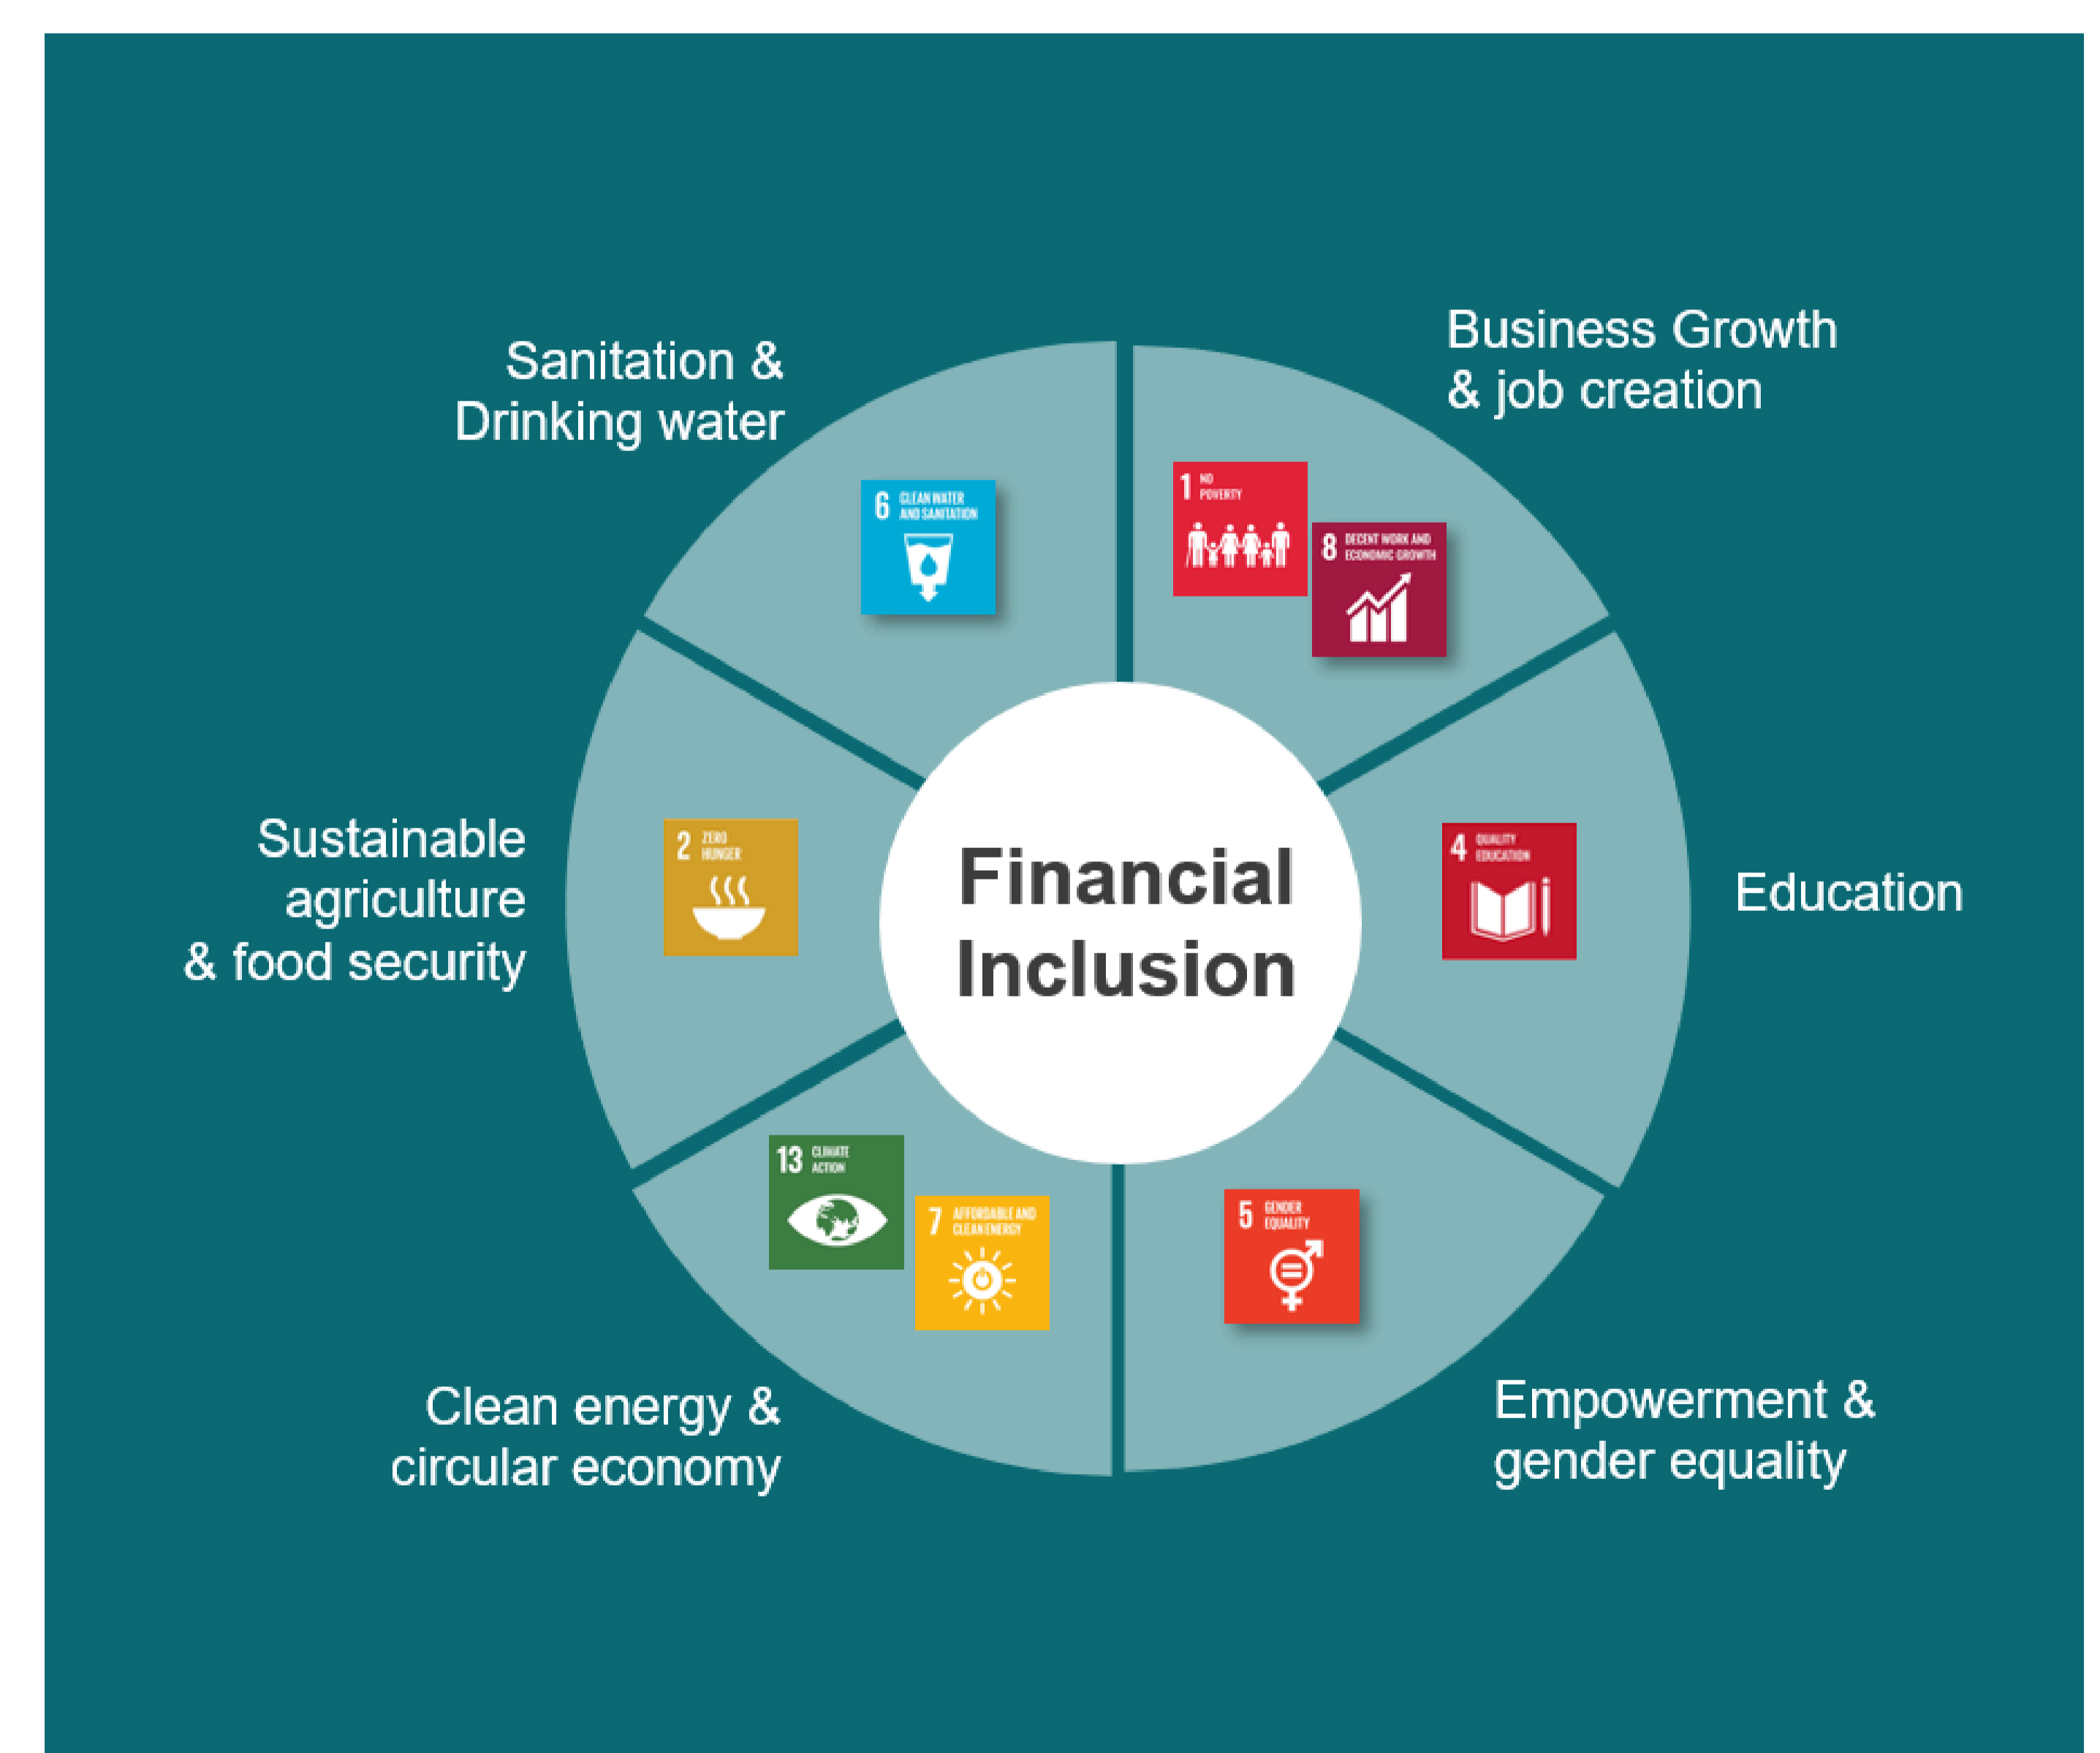 Sanitation &
Drinking water
Business Growth
& job creation
6 CLEAN WATER
AND SANITATION
1 NO
POVERTY
8 DECENT WORK AND
ECONOMIC GROWTH
Sustainable
agriculture
& food security
2 ZERO
HUNGER
Financial
Inclusion
4 QUALITY
EDUCATION
Education
13 CLIMATE
ACTION
7 AFFORDABLE AND
CLEAN ENERGY
5 GENDER
EQUALITY
Clean energy &
circular economy
Empowerment &
gender equality